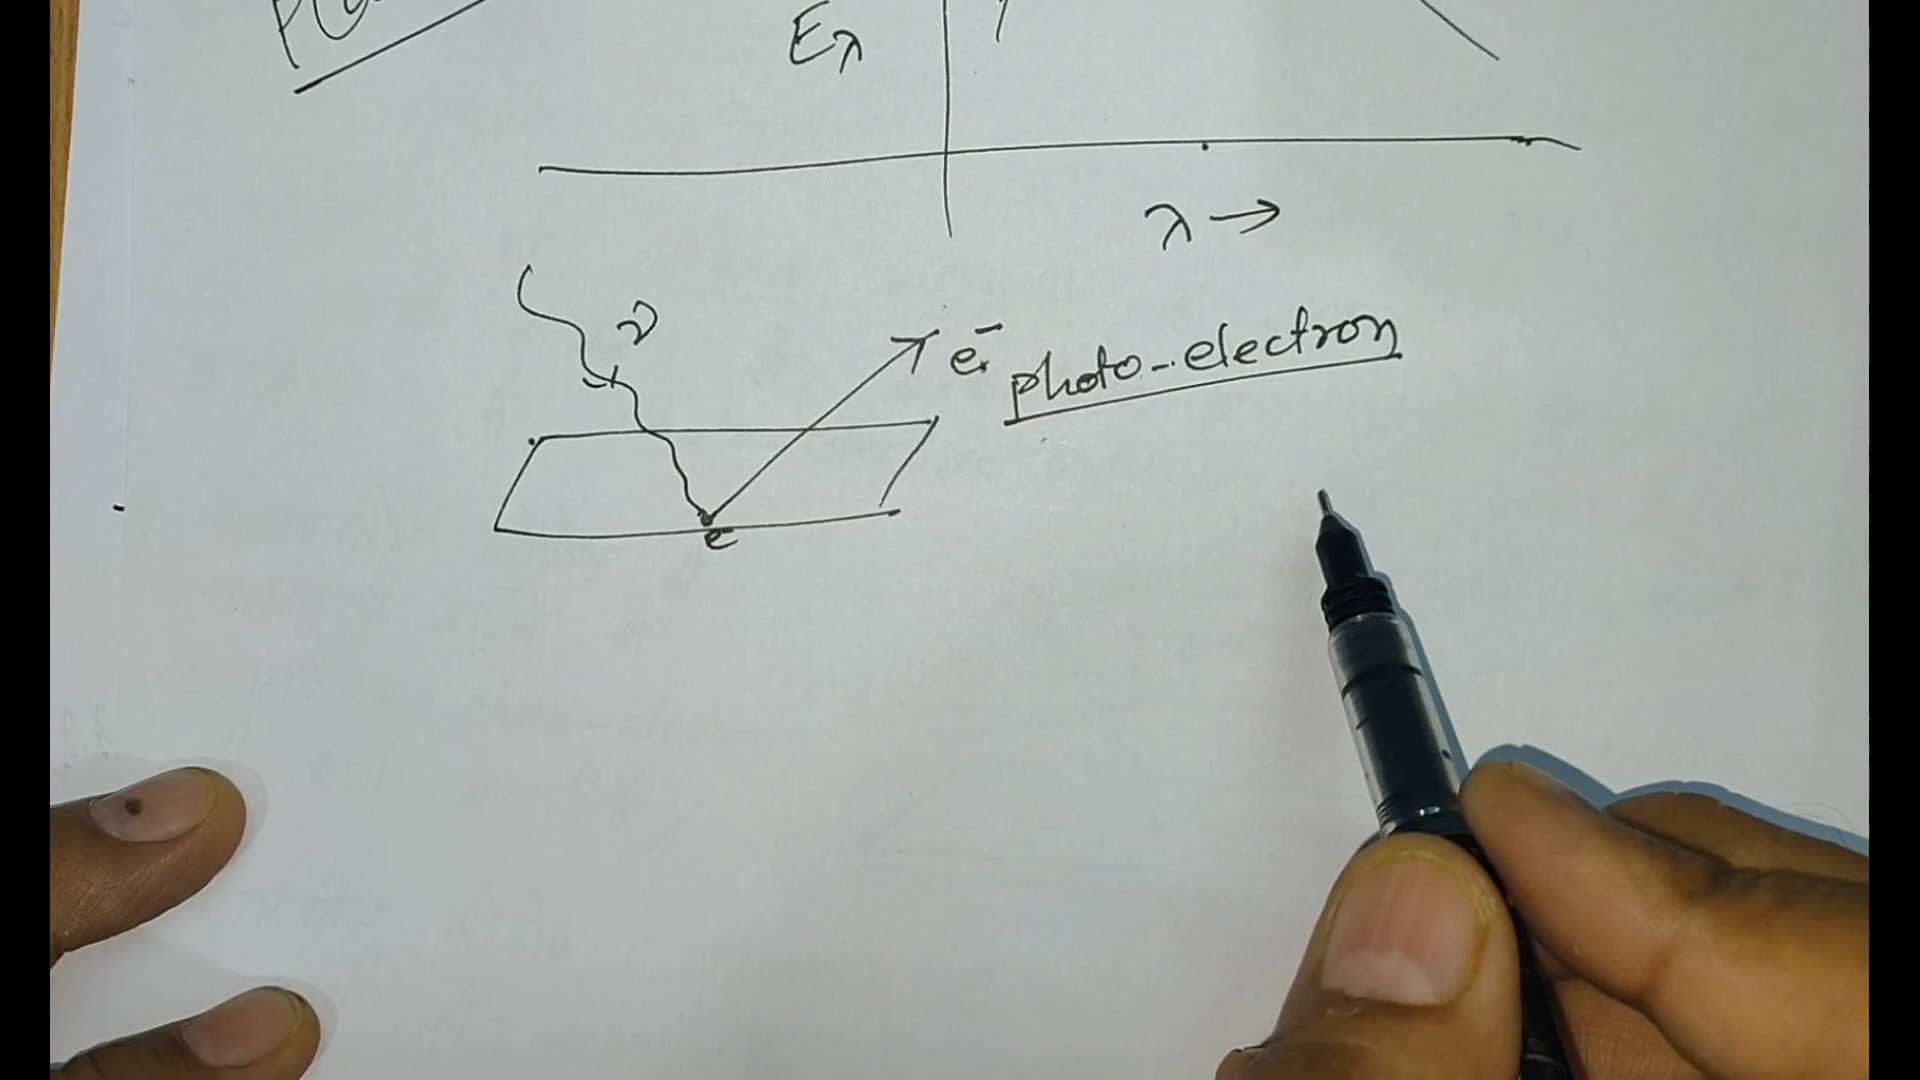 Eλ
λ →
ν
e⁻ photo-electron
e⁻